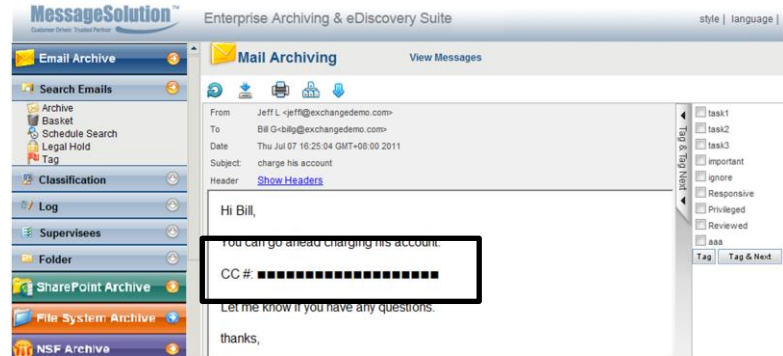 MessageSolution™
Customer Driven Trusted Partner
Enterprise Archiving & eDiscovery Suite
style | language |
Email Archive
Search Emails
Archive
Basket
Schedule Search
Legal Hold
Tag
Classification
Log
Supervisees
Folder
SharePoint Archive
File System Archive
NSF Archive
Mail Archiving
View Messages
From Jeff L <jeffl@exchangedemo.com>
To Bill G<billg@exchangedemo.com>
Date Thu Jul 07 16:25:04 GMT+08:00 2011
Subject: charge his account
Header Show Headers
Hi Bill,
You can go ahead charging his account.
CC #: ■■■■■■■■■■■■■■■■■■■
Let me know if you have any questions.
thanks,
Tag & Tag Next
task1
task2
task3
important
ignore
Responsive
Privileged
Reviewed
aaa
Tag Tag & Next